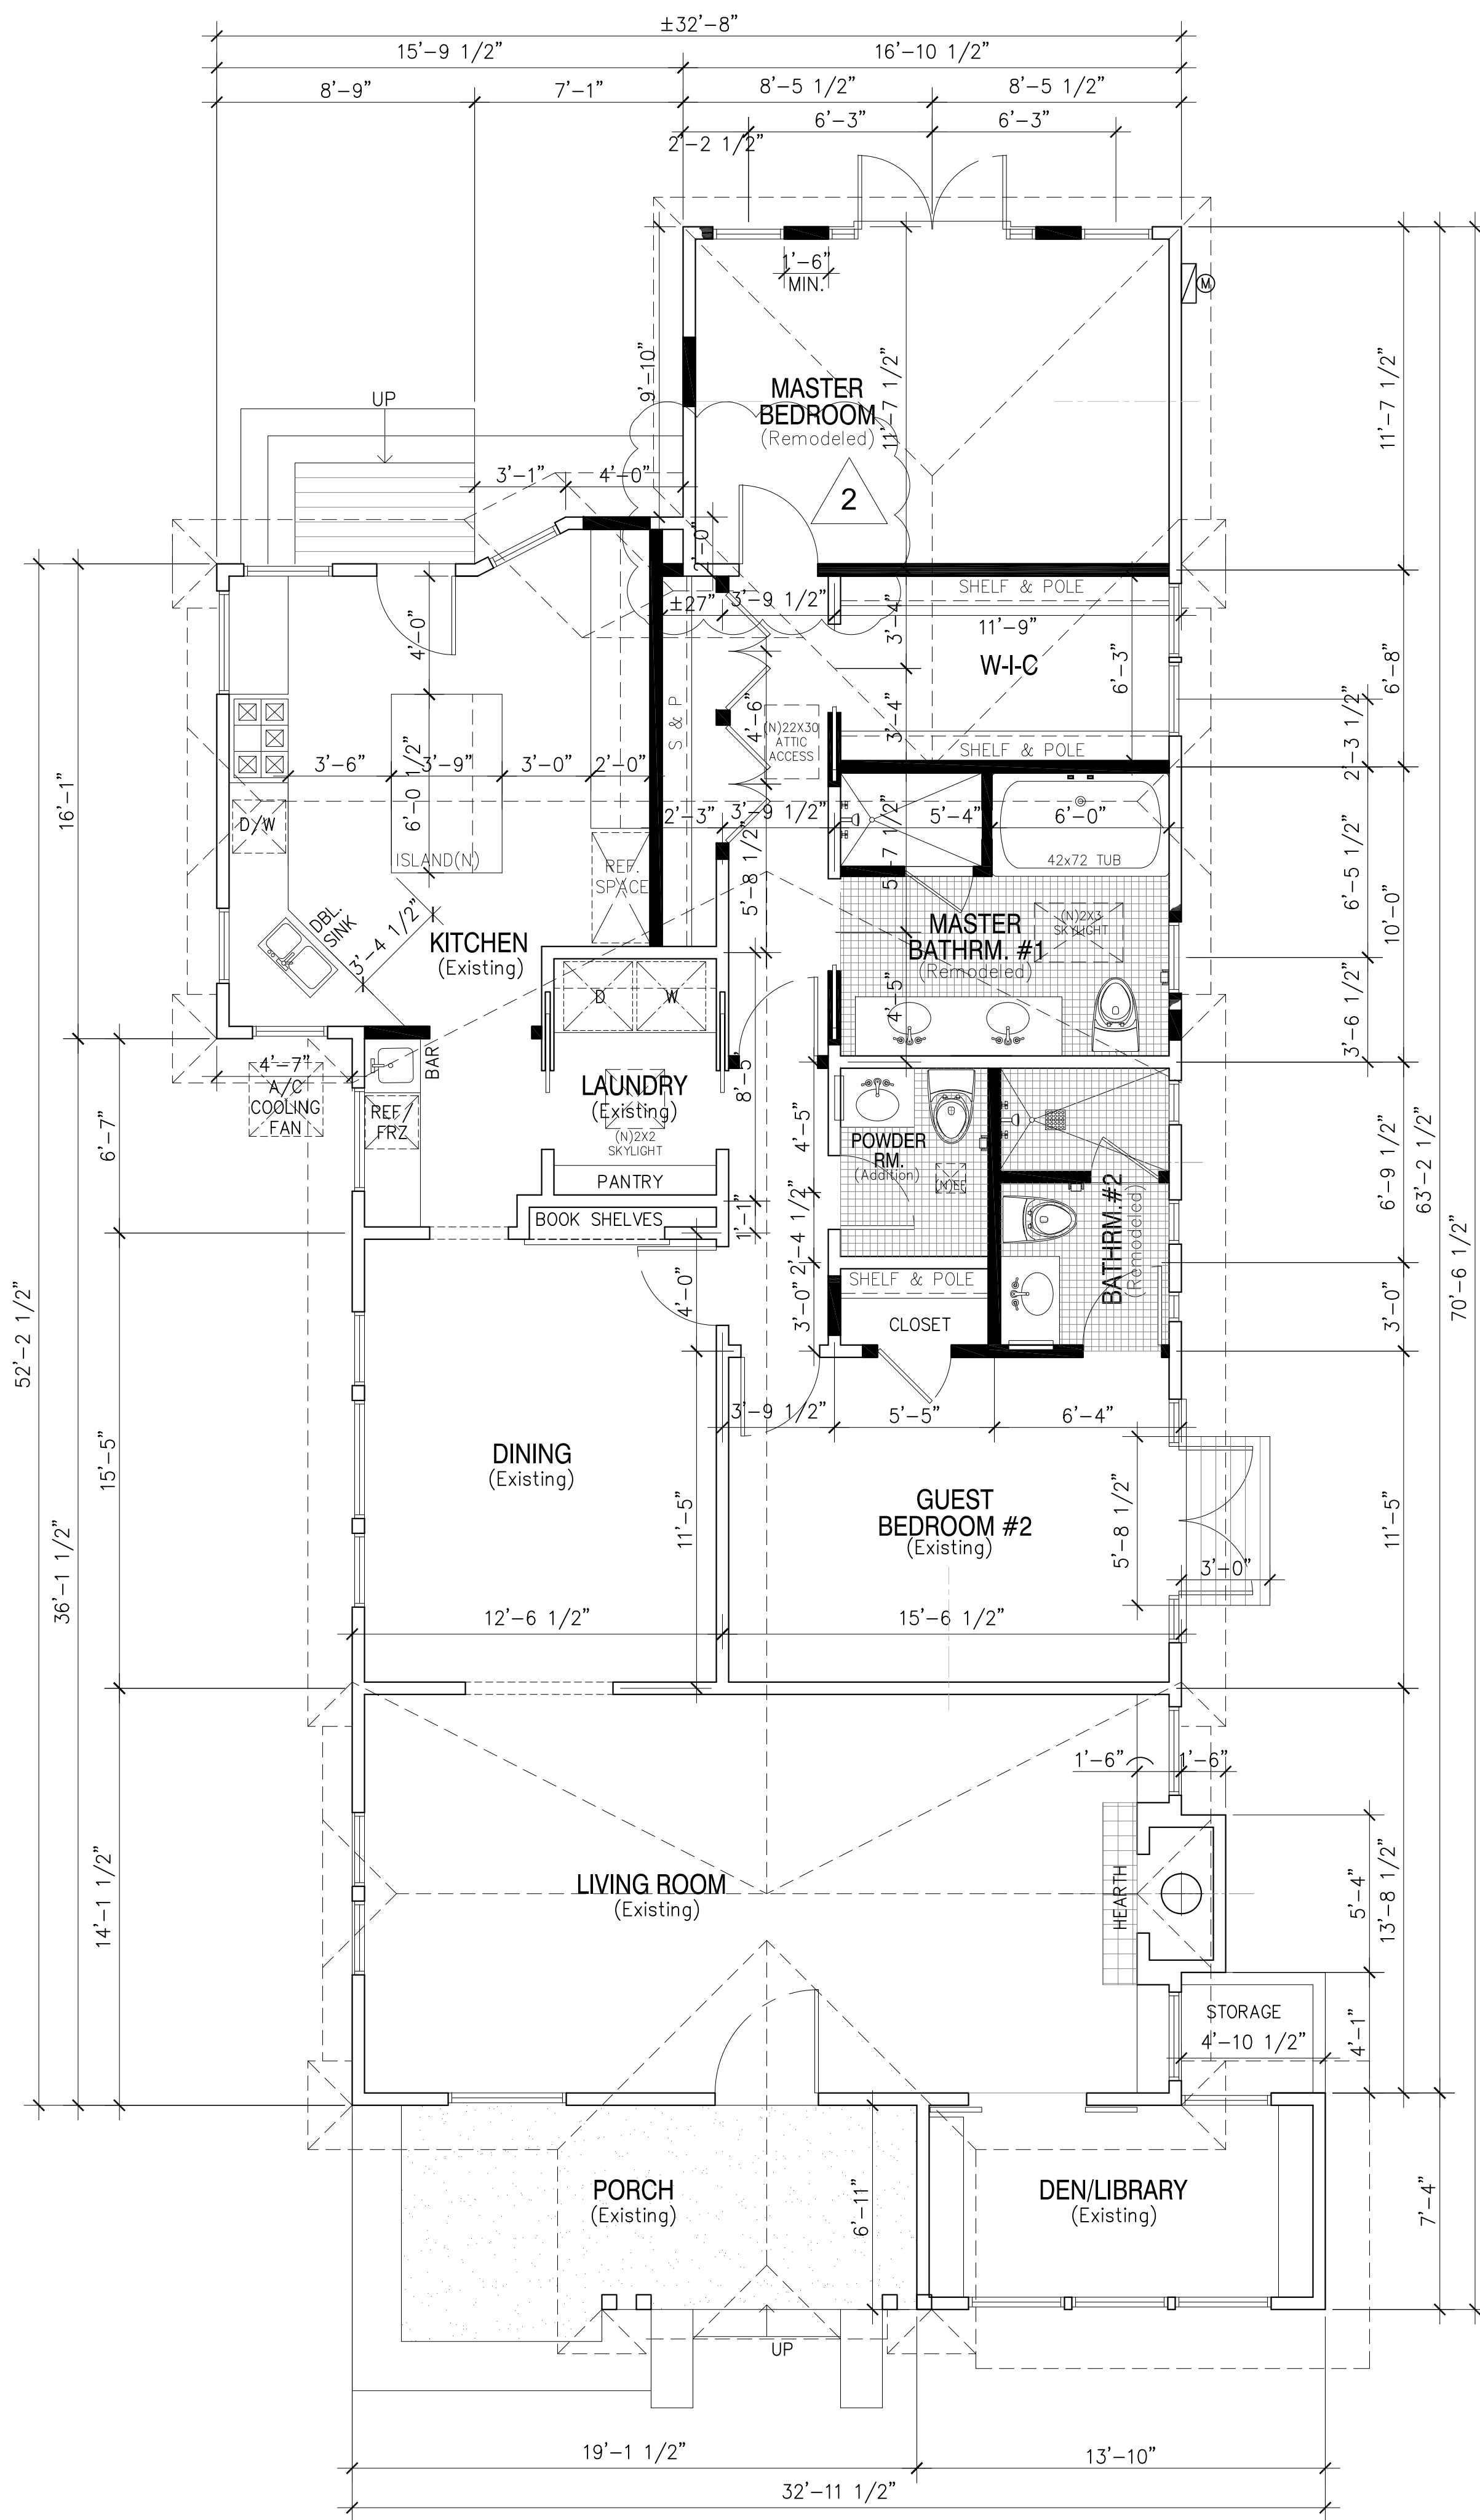 ±32'-8"
15'-9 1/2"
16'-10 1/2"
8'-9"
7'-1"
8'-5 1/2"
8'-5 1/2"
6'-3"
6'-3"
2'-2 1/2"
1'-6"
MIN.
M
9'-10"
11'-7 1/2"
11'-7 1/2"
MASTER
BEDROOM
(Remodeled)
2
UP
3'-1"
4'-0"
2'-0"
±27"
3'-9 1/2"
3'-4"
SHELF & POLE
11'-9"
W-I-C
6'-3"
6'-8"
4'-0"
S & P
4'-6"
(N)22X30
ATTIC
ACCESS
3'-4"
SHELF & POLE
2'-3 1/2"
3'-6"
3'-9"
3'-0"
2'-0"
6'-0 1/2"
16'-1"
D/W
2'-3"
3'-9 1/2"
5'-4"
6'-0"
42x72 TUB
5'-7 1/2"
5'-8 1/2"
6'-5 1/2"
10'-0"
ISLAND(N)
REF.
SPACE
DBL.
SINK
3'-4 1/2"
KITCHEN
(Existing)
MASTER
BATHRM. #1
(Remodeled)
(N)2X3
SKYLIGHT
D
W
4'-5"
3'-6 1/2"
4'-7"
A/C
COOLING
FAN
BAR
REF/
FRZ
LAUNDRY
(Existing)
(N)2X2
SKYLIGHT
8'-5"
PANTRY
BOOK SHELVES
1'-1"
6'-7"
4'-5"
POWDER
RM.
(Addition)
(N)EF
2'-4 1/2"
BATHRM.#2
(Remodeled)
6'-9 1/2"
63'-2 1/2"
70'-6 1/2"
SHELF & POLE
CLOSET
3'-0"
3'-0"
4'-0"
52'-2 1/2"
36'-1 1/2"
3'-9 1/2"
5'-5"
6'-4"
15'-5"
DINING
(Existing)
11'-5"
GUEST
BEDROOM #2
(Existing)
5'-8 1/2"
3'-0"
11'-5"
12'-6 1/2"
15'-6 1/2"
1'-6"
1'-6"
14'-1 1/2"
LIVING ROOM
(Existing)
HEARTH
5'-4"
13'-8 1/2"
STORAGE
4'-10 1/2"
4'-1"
PORCH
(Existing)
6'-11"
DEN/LIBRARY
(Existing)
7'-4"
UP
19'-1 1/2"
13'-10"
32'-11 1/2"